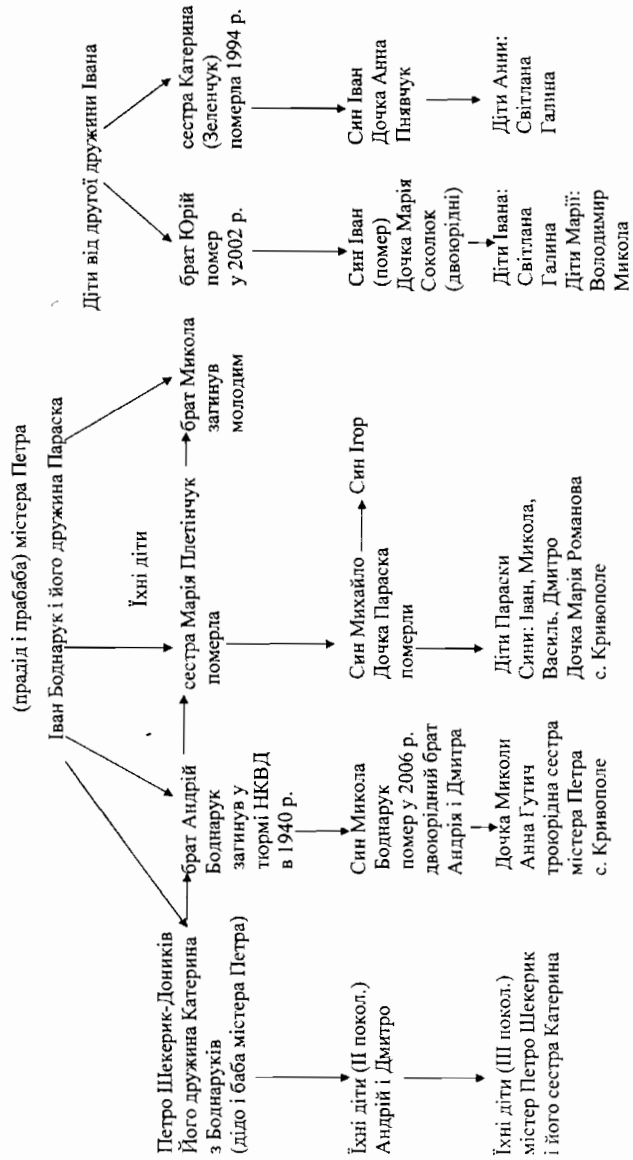 (прадід і прабаба) містера Петра
Іван Боднарук і його дружина Параска
Їхні діти
Діти від другої дружини Івана
Петро Шекерик-Доників
Його дружина Катерина
з Боднаруків
(дідо і баба містера Петра)
брат Андрій
Боднарук
загинув у
тюрмі НКВД
в 1940 р.
сестра Марія Плетінчук
померла
брат Микола
загинув
молодим
брат Юрій
помер
у 2002 р.
сестра Катерина
(Зеленчук)
померла 1994 р.
Їхні діти (ІІ покол.)
Андрій і Дмитро
Син Микола
Боднарук
помер у 2006 р.
двоюрідний брат
Андрія і Дмитра
Син Михайло
Дочка Параска
померли
Син Ігор
Син Іван
(помер)
Дочка Марія
Соколюк
(двоюрідні)
Син Іван
Дочка Анна
Пнявчук
Їхні діти (ІІІ покол.)
містер Петро Шекерик
і його сестра Катерина
Дочка Миколи
Анна Гутич
троюрідна сестра
містера Петра
с. Кривополе
Діти Параски
Сини: Іван, Микола,
Василь, Дмитро
Дочка Марія Романова
с. Кривополе
Діти Івана:
Світлана
Галина
Діти Марії:
Володимир
Микола
Діти Анни:
Світлана
Галина